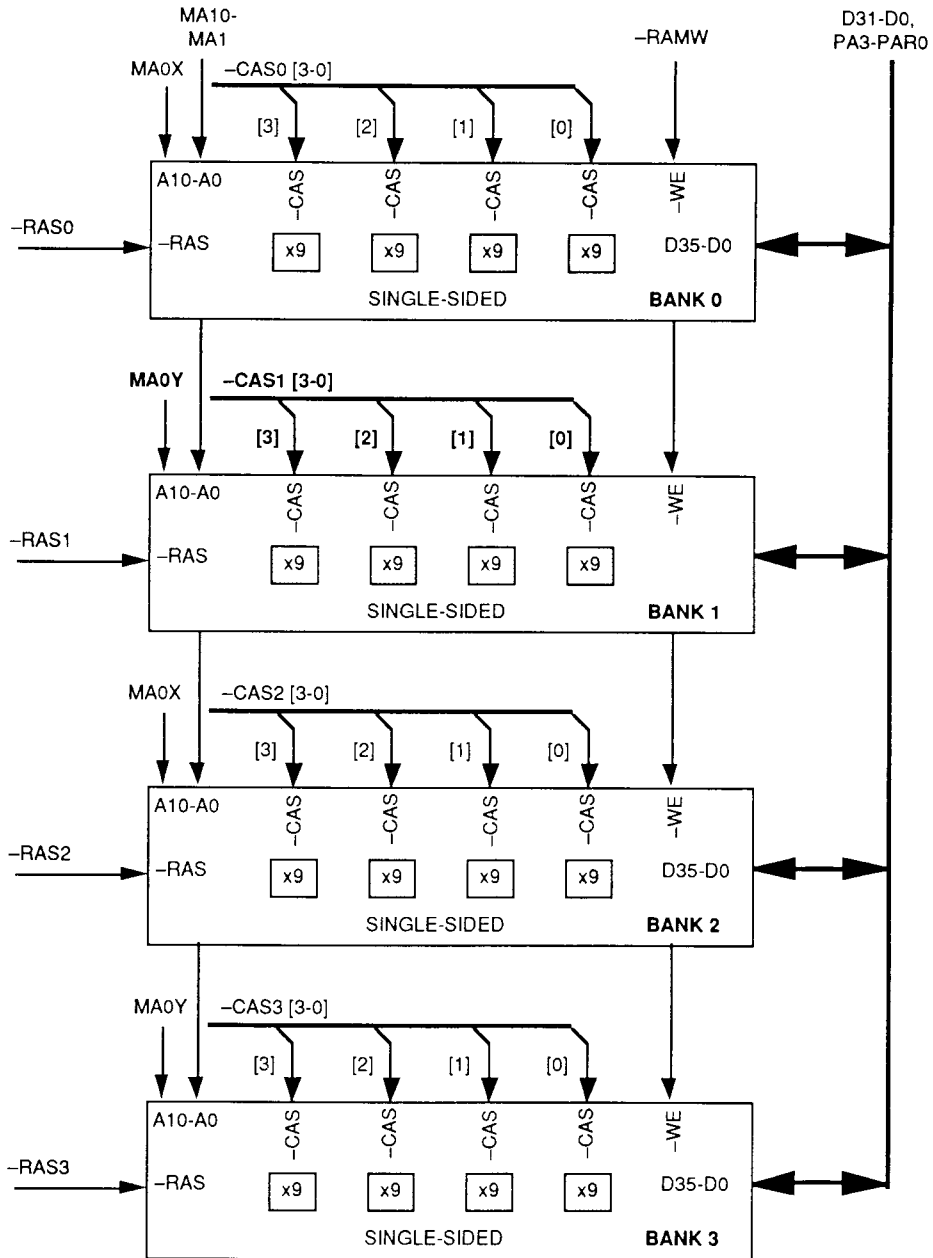 MA10-
MA1
D31-D0,
PA3-PAR0
–RAMW
MA0X
–CAS0 [3-0]
[3] [2] [1] [0]
A10-A0 –CAS –CAS –CAS –CAS –WE
–RAS0
–RAS x9 x9 x9 x9 D35-D0
SINGLE-SIDED BANK 0
MA0Y
–CAS1 [3-0]
[3] [2] [1] [0]
A10-A0 –CAS –CAS –CAS –CAS –WE
–RAS1
–RAS x9 x9 x9 x9
SINGLE-SIDED BANK 1
MA0X
–CAS2 [3-0]
[3] [2] [1] [0]
A10-A0 –CAS –CAS –CAS –CAS –WE
–RAS2
–RAS x9 x9 x9 x9 D35-D0
SINGLE-SIDED BANK 2
MA0Y
–CAS3 [3-0]
[3] [2] [1] [0]
A10-A0 –CAS –CAS –CAS –CAS –WE
–RAS3
–RAS x9 x9 x9 x9 D35-D0
SINGLE-SIDED BANK 3